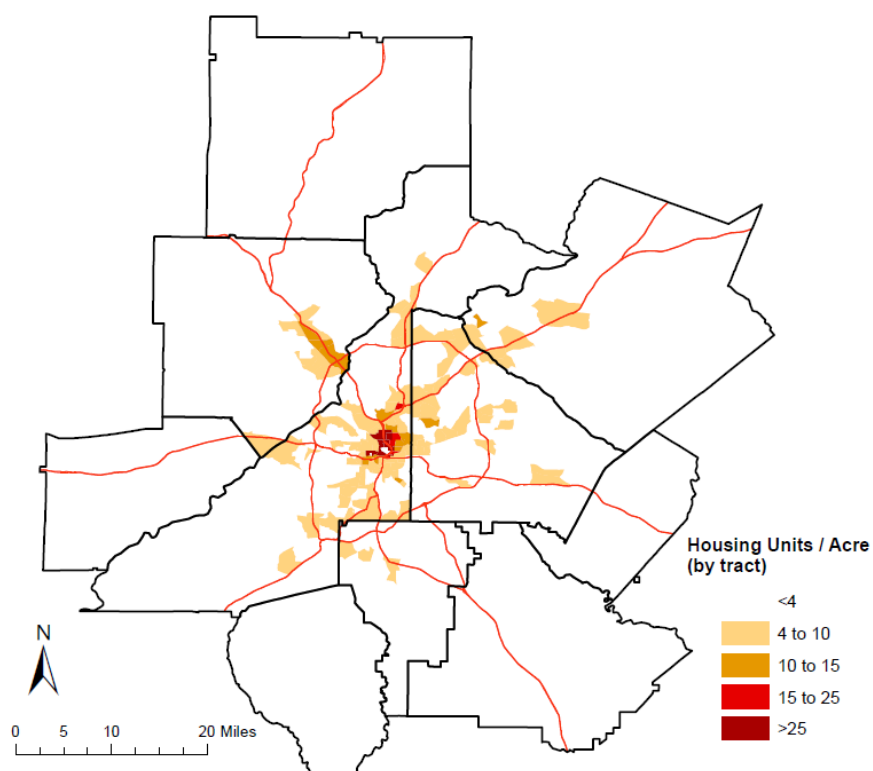 Housing Units / Acre
(by tract)
<4
4 to 10
10 to 15
15 to 25
>25
N
0 5 10 20 Miles